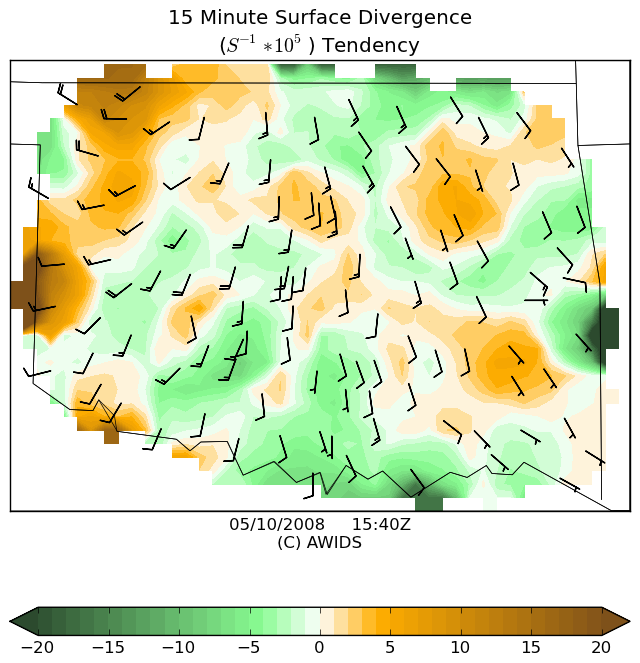 15 Minute Surface Divergence
(S⁻¹ *10⁵ ) Tendency
05/10/2008 15:40Z
(C) AWIDS
−20 −15 −10 −5 0 5 10 15 20